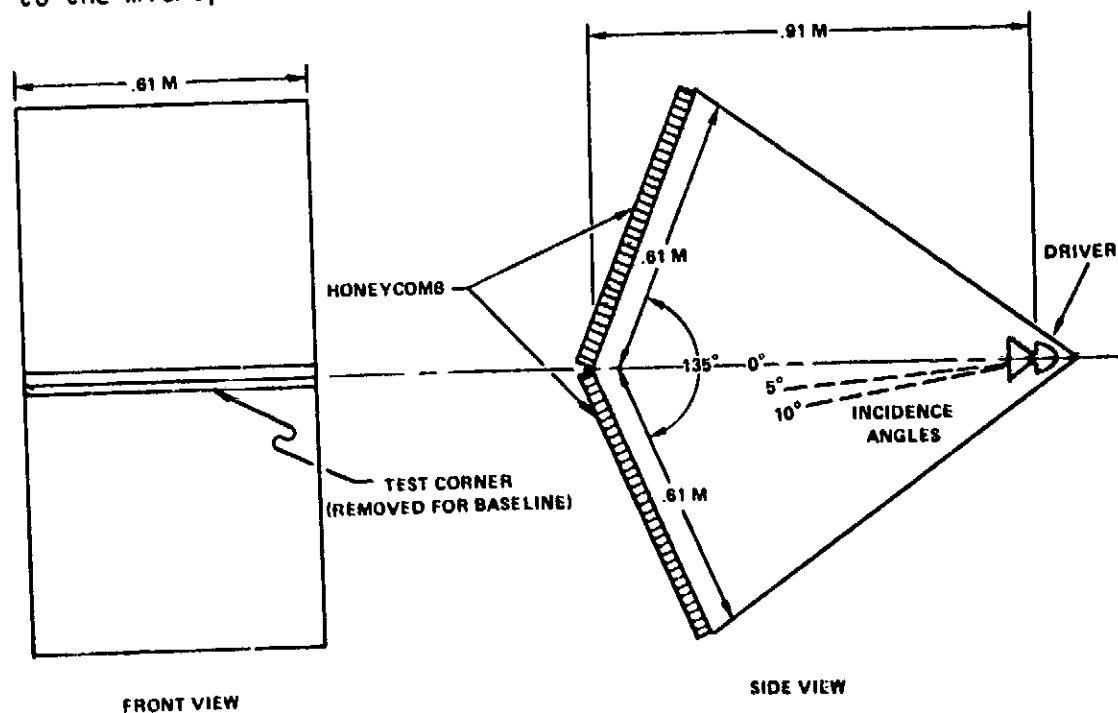 .61 M
.91 M
DRIVER
HONEYCOMB
.61 M
135°
0°
5°
10°
INCIDENCE
ANGLES
TEST CORNER
(REMOVED FOR BASELINE)
.61 M
FRONT VIEW
SIDE VIEW